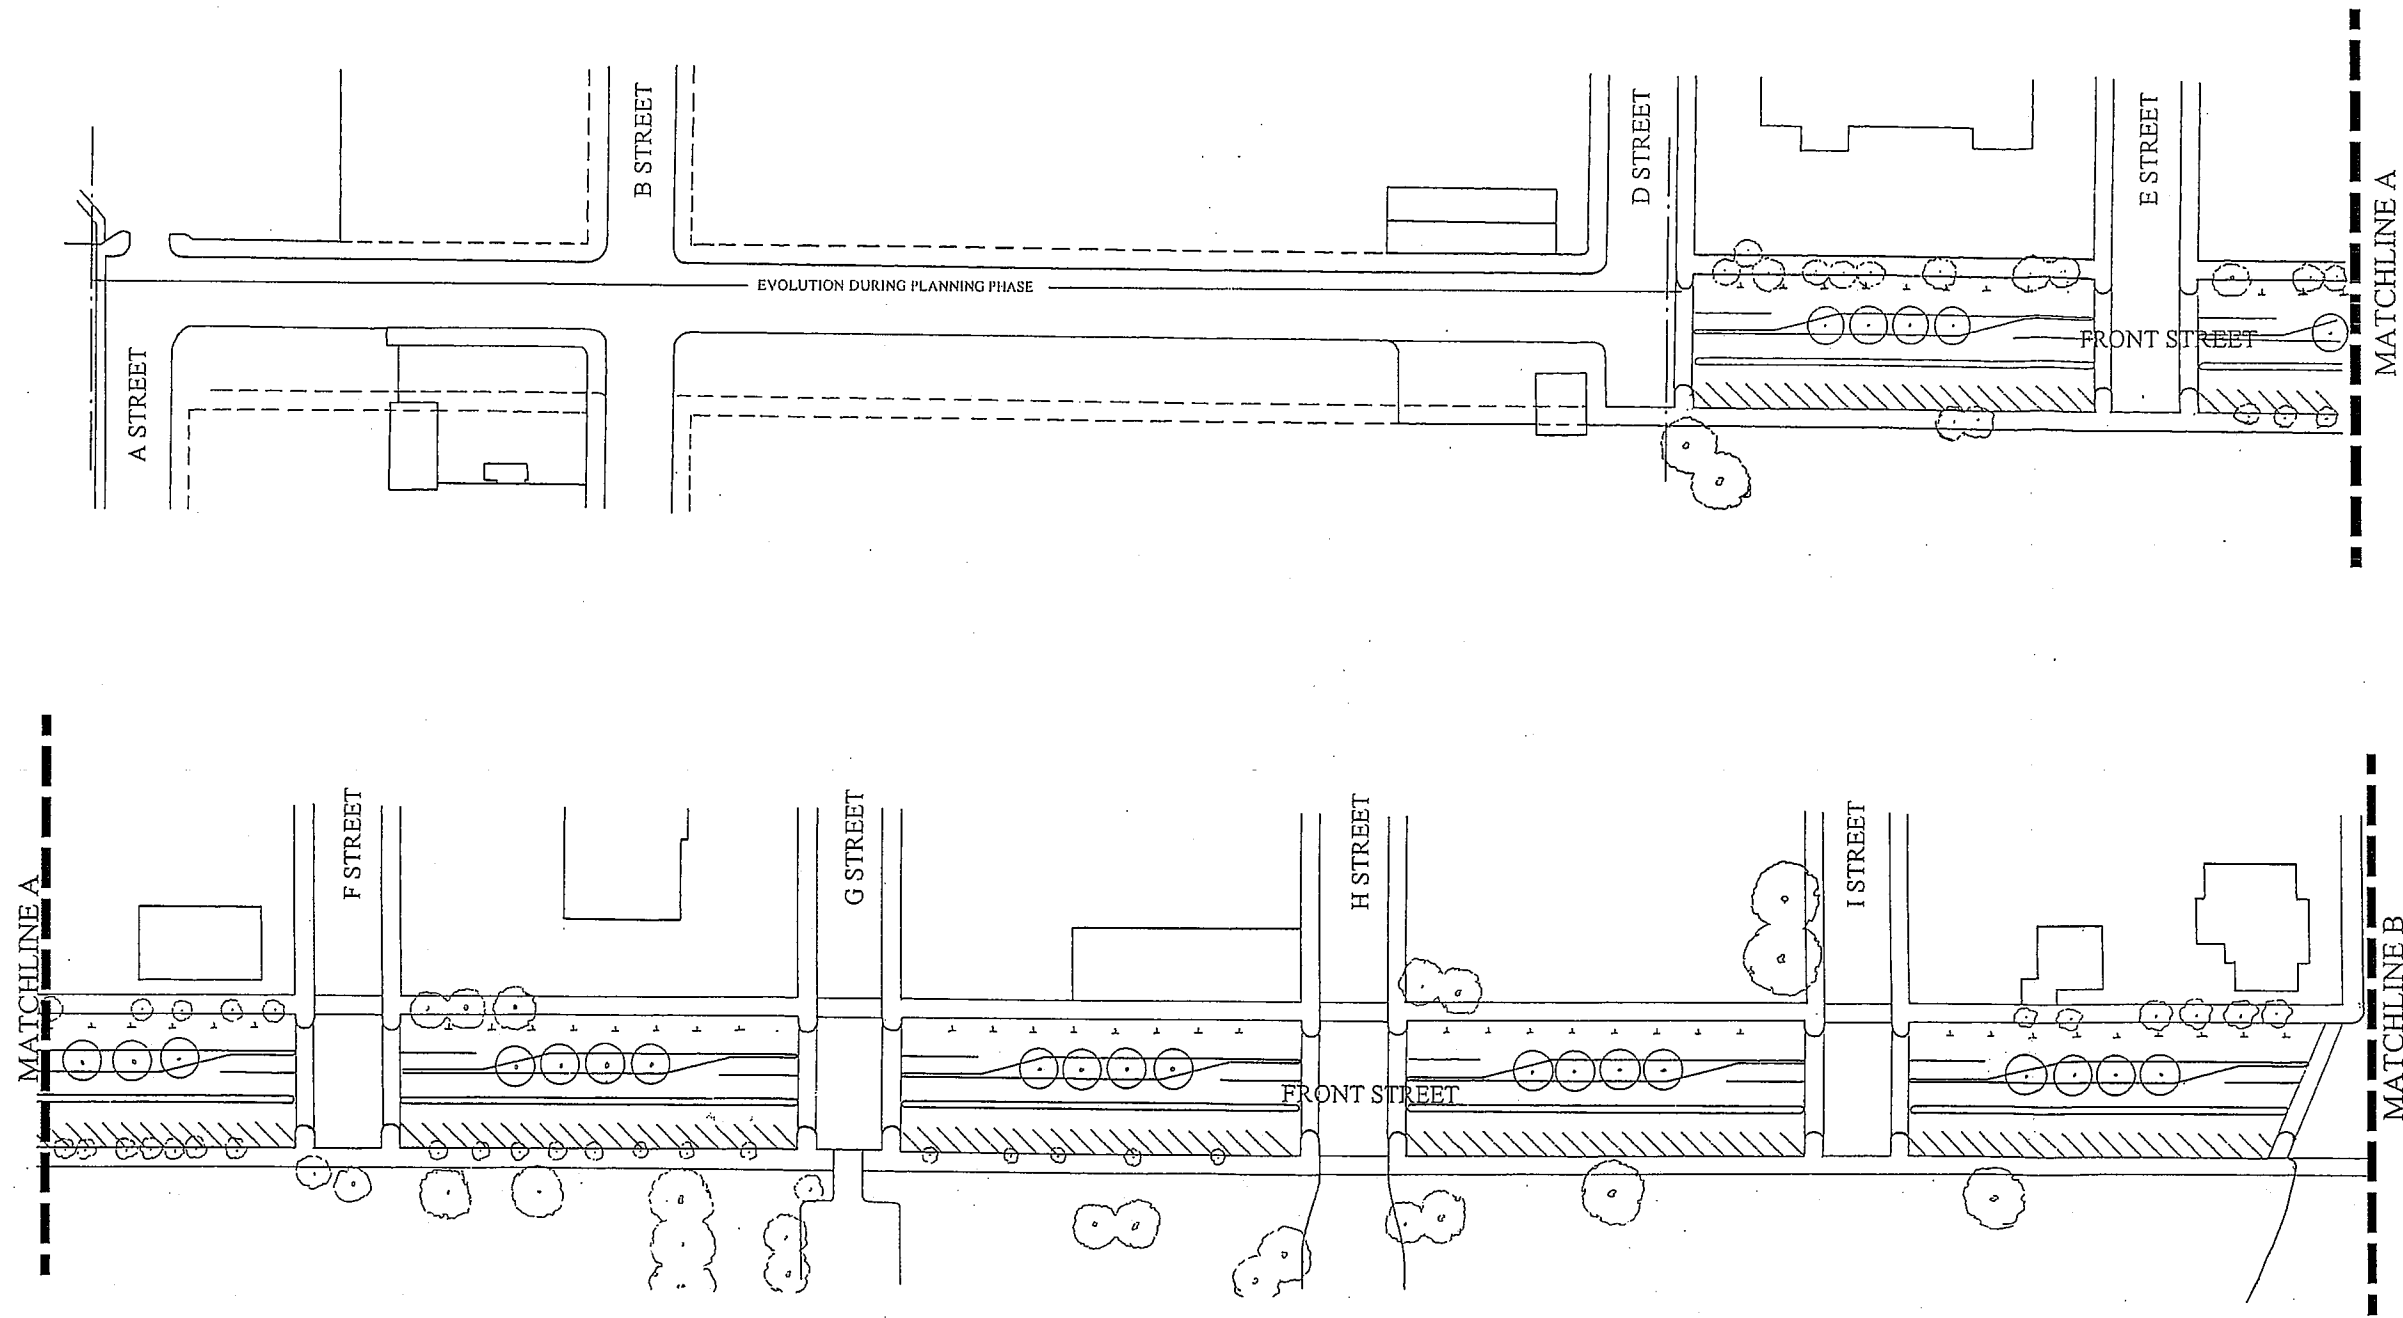 B STREET
D STREET
E STREET
MATCHLINE A
EVOLUTION DURING PLANNING PHASE
FRONT STREET
A STREET
MATCHLINE A
F STREET
G STREET
H STREET
I STREET
MATCHLINE B
FRONT STREET